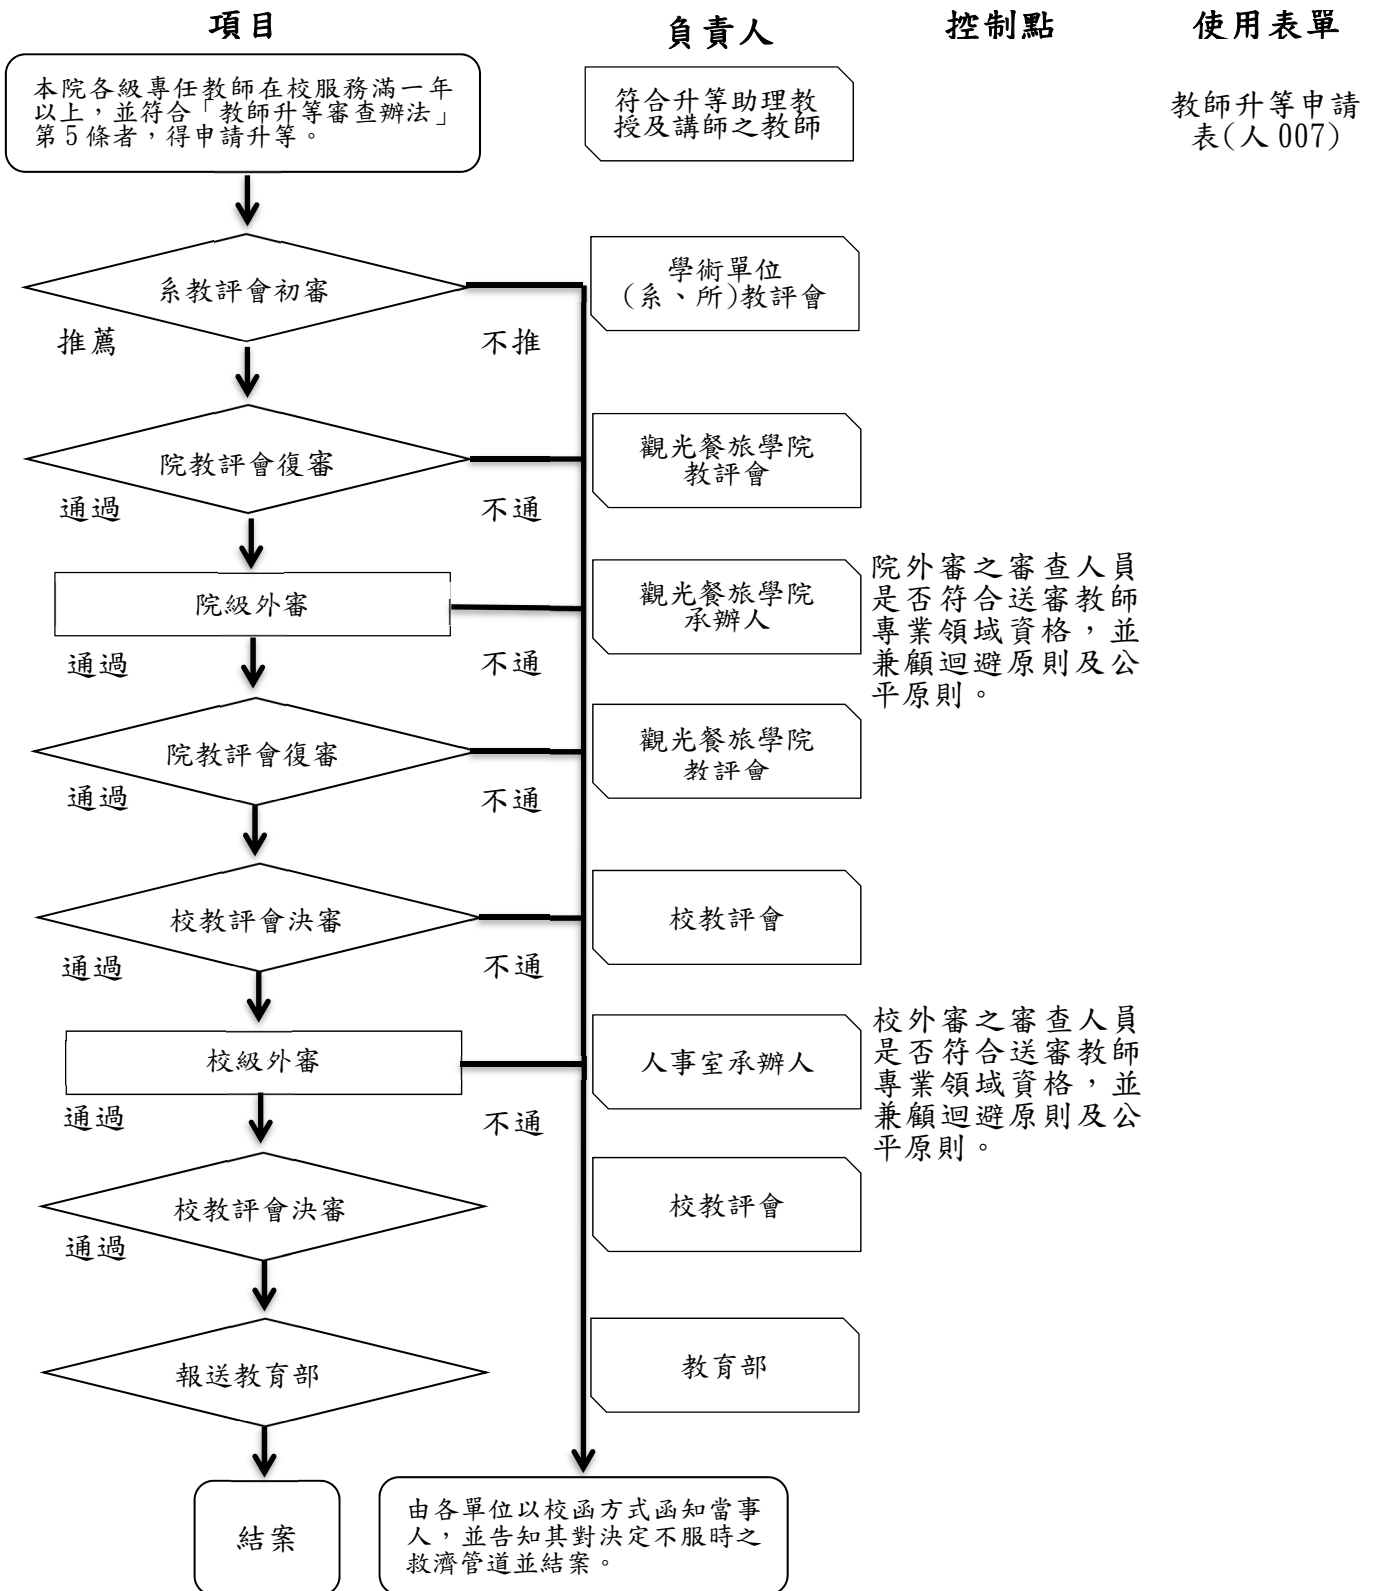 項目
負責人
控制點
使用表單
本院各級專任教師在校服務滿一年
以上，並符合「教師升等審查辦法」
第5條者，得申請升等。
符合升等助理教
授及講師之教師
教師升等申請
表(人007)
系教評會初審
學術單位
(系、所)教評會
推薦
不推
院教評會復審
觀光餐旅學院
教評會
通過
不通
院級外審
觀光餐旅學院
承辦人
院外審之審查人員
是否符合送審教師
專業領域資格，並
兼顧迴避原則及公
平原則。
通過
不通
院教評會復審
觀光餐旅學院
教評會
通過
不通
校教評會決審
校教評會
通過
不通
校級外審
人事室承辦人
校外審之審查人員
是否符合送審教師
專業領域資格，並
兼顧迴避原則及公
平原則。
通過
不通
校教評會決審
校教評會
通過
報送教育部
教育部
結案
由各單位以校函方式函知當事
人，並告知其對決定不服時之
救濟管道並結案。